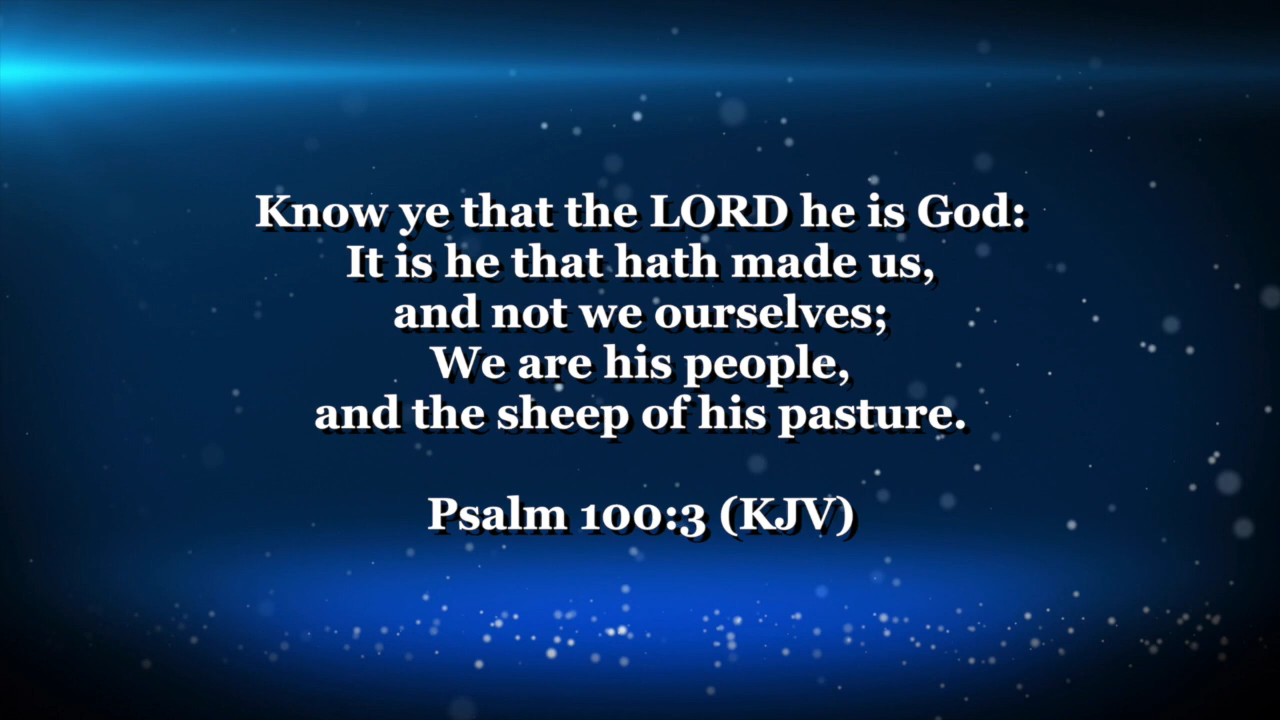 Know ye that the LORD he is God:
It is he that hath made us,
and not we ourselves;
We are his people,
and the sheep of his pasture.
Psalm 100:3 (KJV)